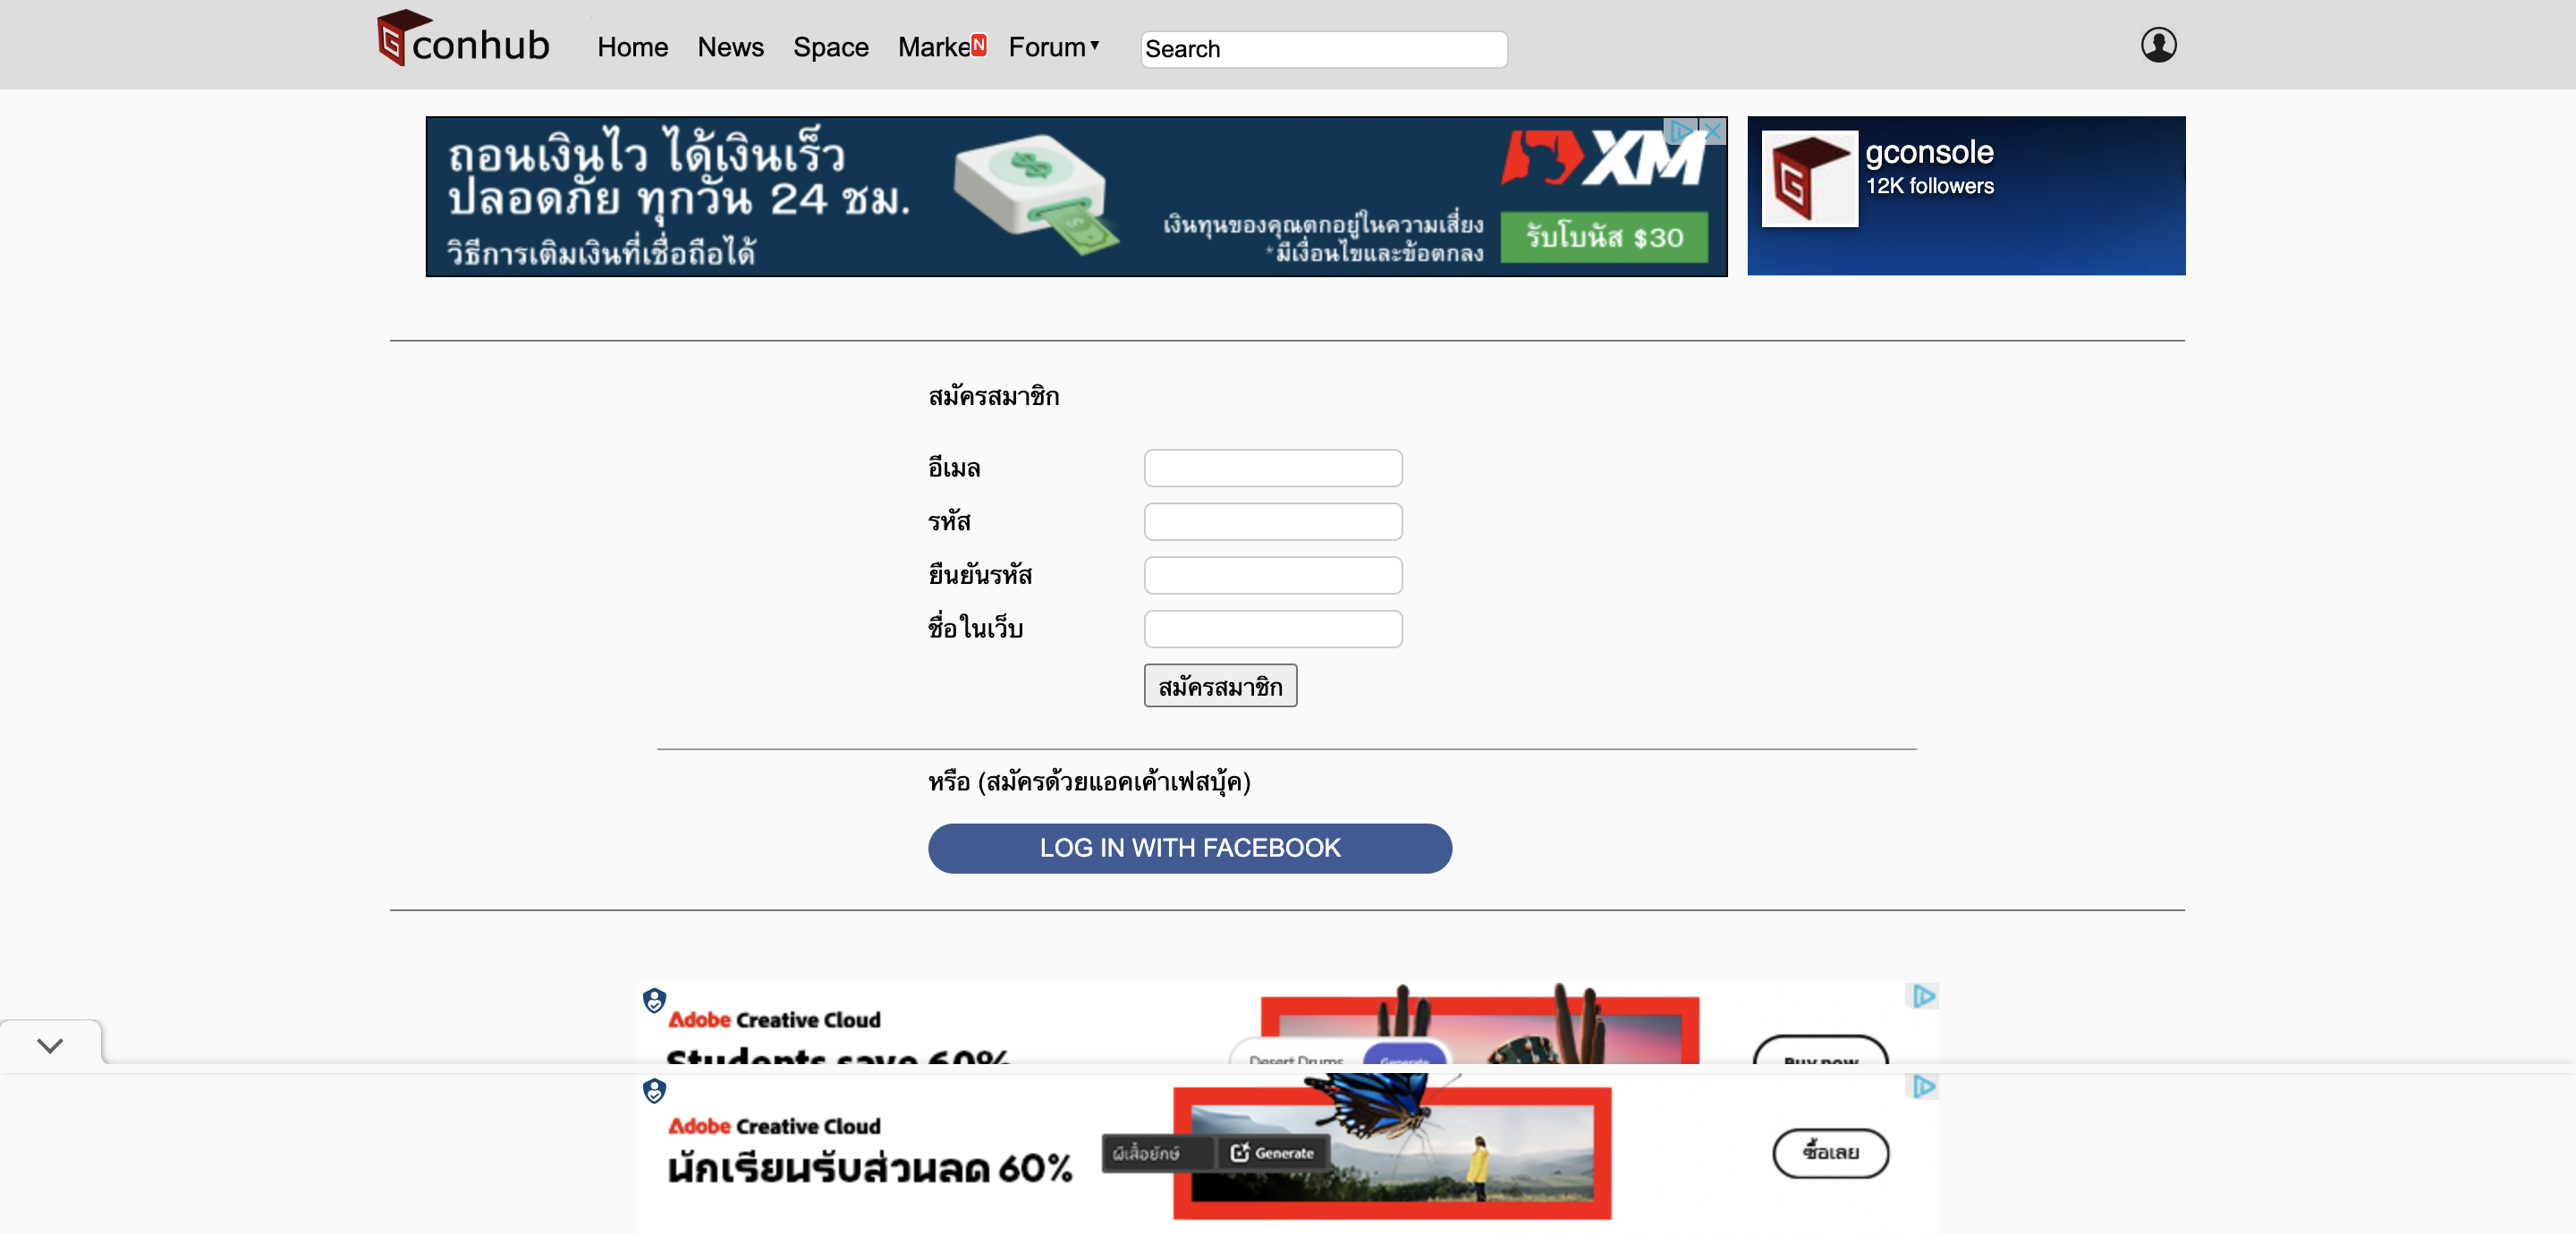 Gconhub
Home News Space Marke N Forum▼
Search
ถอนเงินไว ได้เงินเร็ว
ปลอดภัย ทุกวัน 24 ชม.
วิธีการเติมเงินที่เชื่อถือได้
เงินทุนของคุณตกอยู่ในความเสี่ยง
*มีเงื่อนไขและข้อตกลง
XM
รับโบนัส $30
gconsole
12K followers
สมัครสมาชิก
อีเมล
รหัส
ยืนยันรหัส
ชื่อในเว็บ
สมัครสมาชิก
หรือ (สมัครด้วยแอคเค้าเฟสบุ้ค)
LOG IN WITH FACEBOOK
Adobe Creative Cloud
Students save 60%
Desert Drums Generate
Buy now
Adobe Creative Cloud
นักเรียนรับส่วนลด 60%
ผีเสื้อยักษ์ Generate
ซื้อเลย